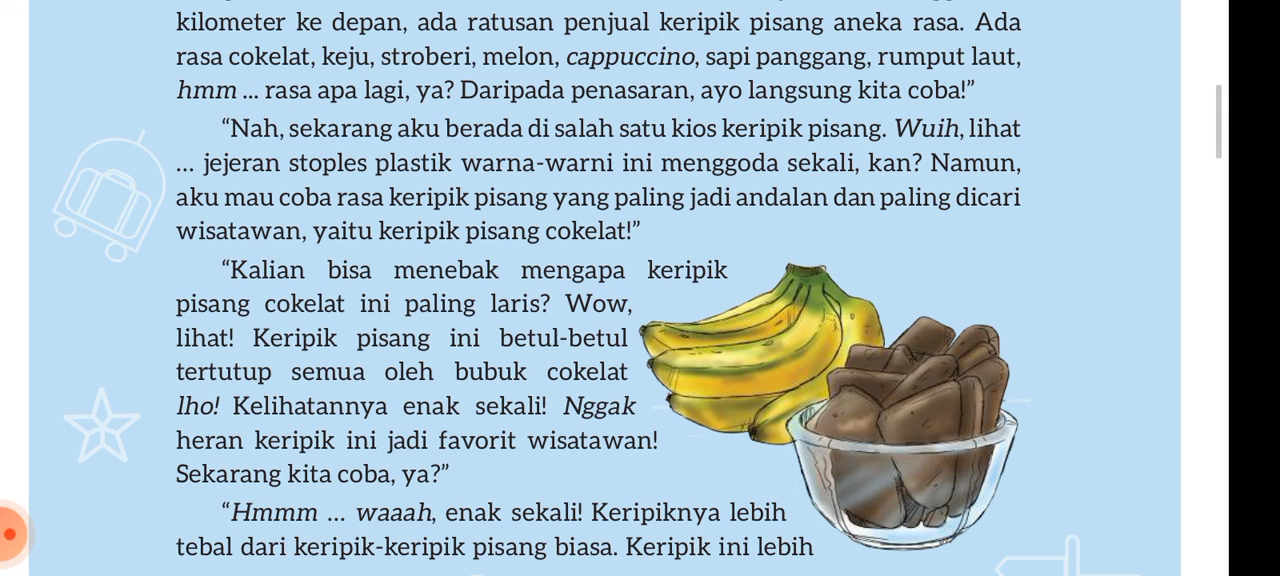 kilometer ke depan, ada ratusan penjual keripik pisang aneka rasa. Ada
rasa cokelat, keju, stroberi, melon, cappuccino, sapi panggang, rumput laut,
hmm ... rasa apa lagi, ya? Daripada penasaran, ayo langsung kita coba!”
“Nah, sekarang aku berada di salah satu kios keripik pisang. Wuih, lihat
... jejeran stoples plastik warna-warni ini menggoda sekali, kan? Namun,
aku mau coba rasa keripik pisang yang paling jadi andalan dan paling dicari
wisatawan, yaitu keripik pisang cokelat!”
“Kalian bisa menebak mengapa keripik
pisang cokelat ini paling laris? Wow,
lihat! Keripik pisang ini betul-betul
tertutup semua oleh bubuk cokelat
lho! Kelihatannya enak sekali! Nggak
heran keripik ini jadi favorit wisatawan!
Sekarang kita coba, ya?”
“Hmmm ... waaah, enak sekali! Keripiknya lebih
tebal dari keripik-keripik pisang biasa. Keripik ini lebih